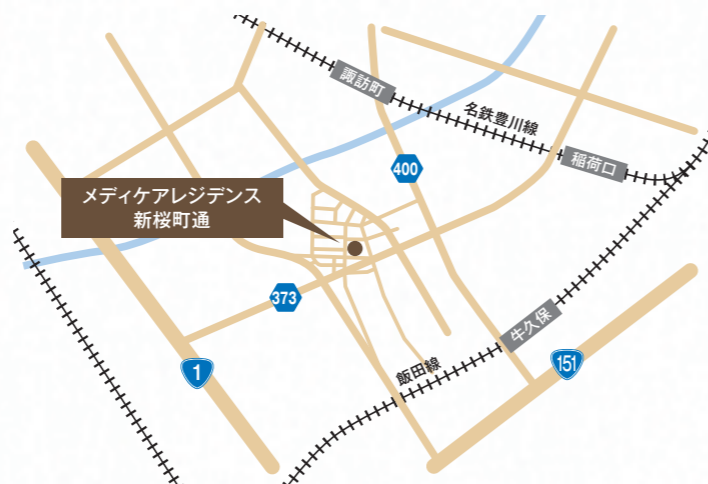 諏訪町
名鉄豊川線
稲荷口
400
メディケアレジデンス
新桜町通
373
牛久保
1
飯田線
151